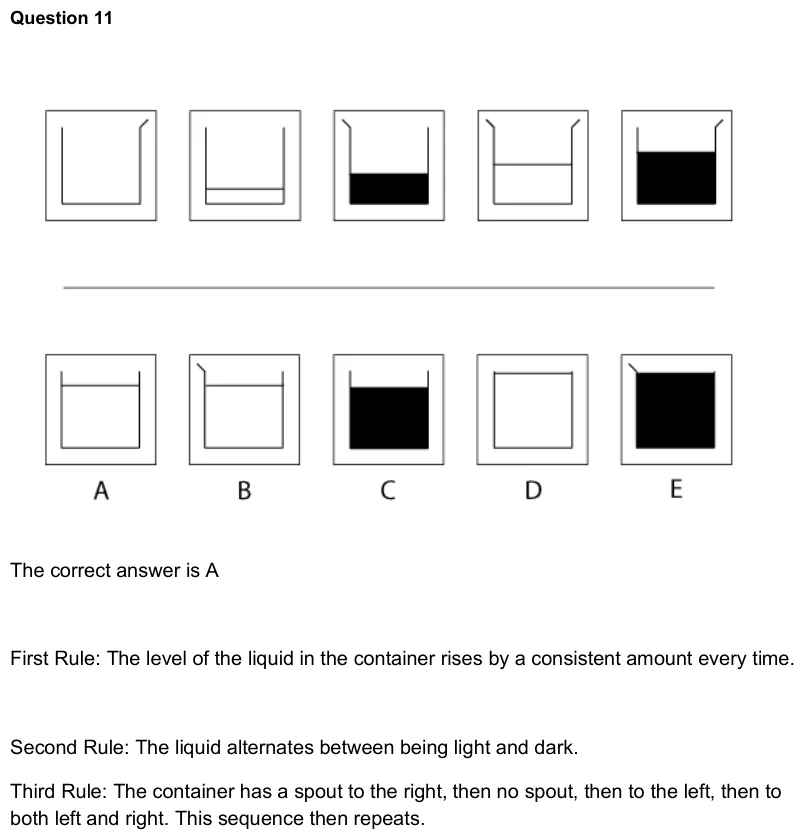 Question 11
A B C D E
The correct answer is A
First Rule: The level of the liquid in the container rises by a consistent amount every time.
Second Rule: The liquid alternates between being light and dark.
Third Rule: The container has a spout to the right, then no spout, then to the left, then to
both left and right. This sequence then repeats.